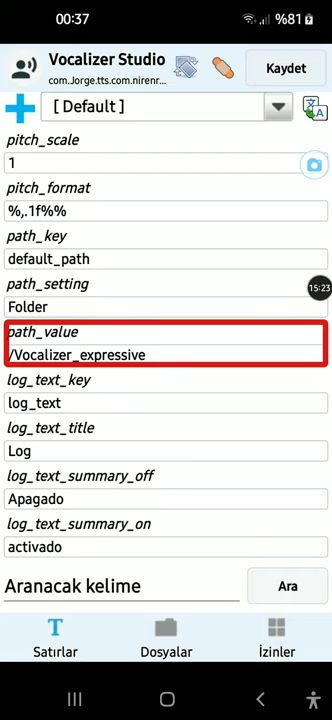 00:37
%81
Vocalizer Studio
com.Jorge.tts.com.nirenr...
Kaydet
[ Default ]
A
pitch_scale
1
pitch_format
%,.1f%%
path_key
default_path
path_setting
15:23
Folder
path_value
/Vocalizer_expressive
log_text_key
log_text
log_text_title
Log
log_text_summary_off
Apagado
log_text_summary_on
activado
Aranacak kelime
Ara
T
Satırlar
Dosyalar
İzinler